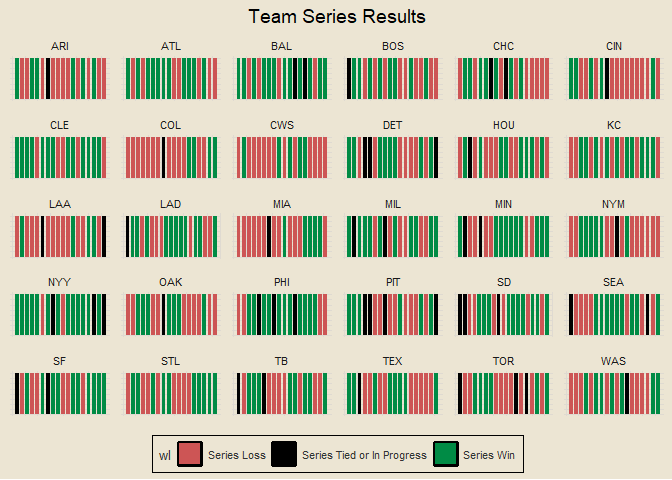 Team Series Results
ARI ATL BAL BOS CHC CIN
CLE COL CWS DET HOU KC
LAA LAD MIA MIL MIN NYM
NYY OAK PHI PIT SD SEA
SF STL TB TEX TOR WAS
wl Series Loss Series Tied or In Progress Series Win